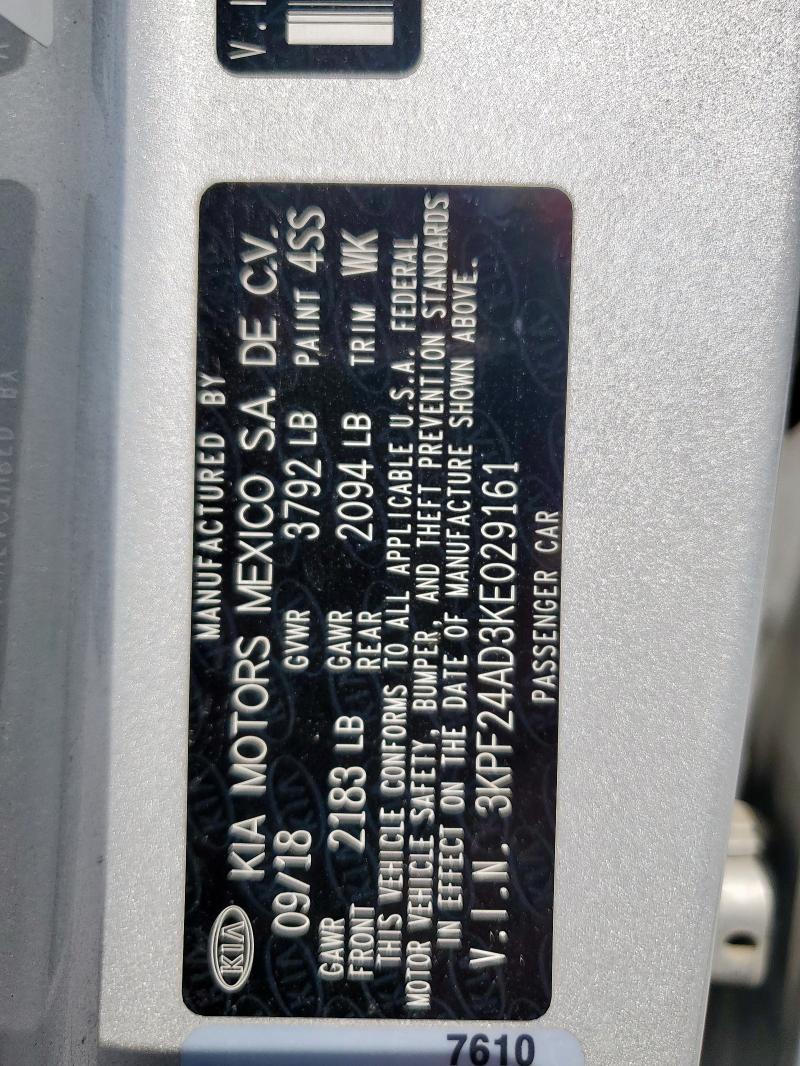 V.I
MANUFACTURED BY
KIA KIA MOTORS MEXICO S.A. DE C.V.
09/18 GVWR 3792 LB PAINT 4SS
GAWR FRONT 2183 LB GAWR REAR 2094 LB TRIM WK
THIS VEHICLE CONFORMS TO ALL APPLICABLE U.S.A. FEDERAL
MOTOR VEHICLE SAFETY, BUMPER, AND THEFT PREVENTION STANDARDS
IN EFFECT ON THE DATE OF MANUFACTURE SHOWN ABOVE.
V.I.N. 3KPF24AD3KE029161
PASSENGER CAR
7610